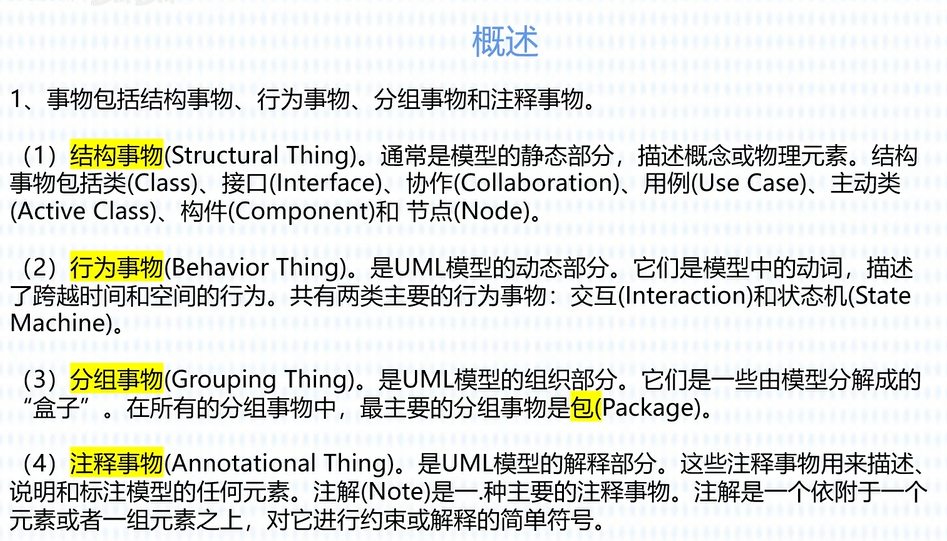 概述
1、事物包括结构事物、行为事物、分组事物和注释事物。
（1）结构事物(Structural Thing)。通常是模型的静态部分，描述概念或物理元素。结构
事物包括类(Class)、接口(Interface)、协作(Collaboration)、用例(Use Case)、主动类
(Active Class)、构件(Component)和 节点(Node)。
（2）行为事物(Behavior Thing)。是UML模型的动态部分。它们是模型中的动词，描述
了跨越时间和空间的行为。共有两类主要的行为事物：交互(Interaction)和状态机(State
Machine)。
（3）分组事物(Grouping Thing)。是UML模型的组织部分。它们是一些由模型分解成的
“盒子”。在所有的分组事物中，最主要的分组事物是包(Package)。
（4）注释事物(Annotational Thing)。是UML模型的解释部分。这些注释事物用来描述、
说明和标注模型的任何元素。注解(Note)是一.种主要的注释事物。注解是一个依附于一个
元素或者一组元素之上，对它进行约束或解释的简单符号。